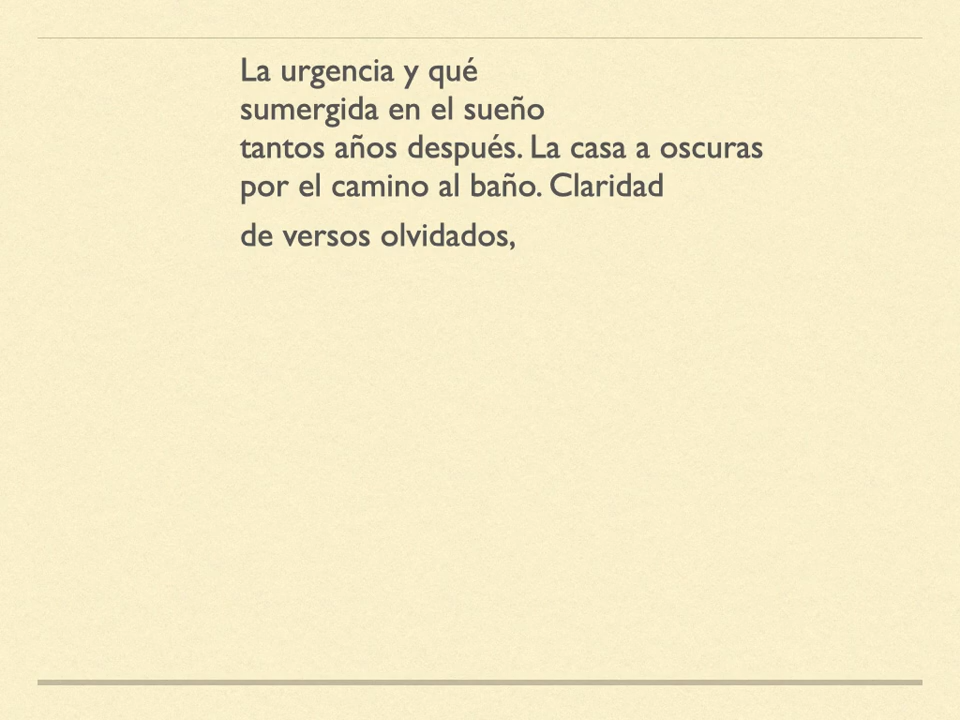 La urgencia y qué
sumergida en el sueño
tantos años después. La casa a oscuras
por el camino al baño. Claridad
de versos olvidados,